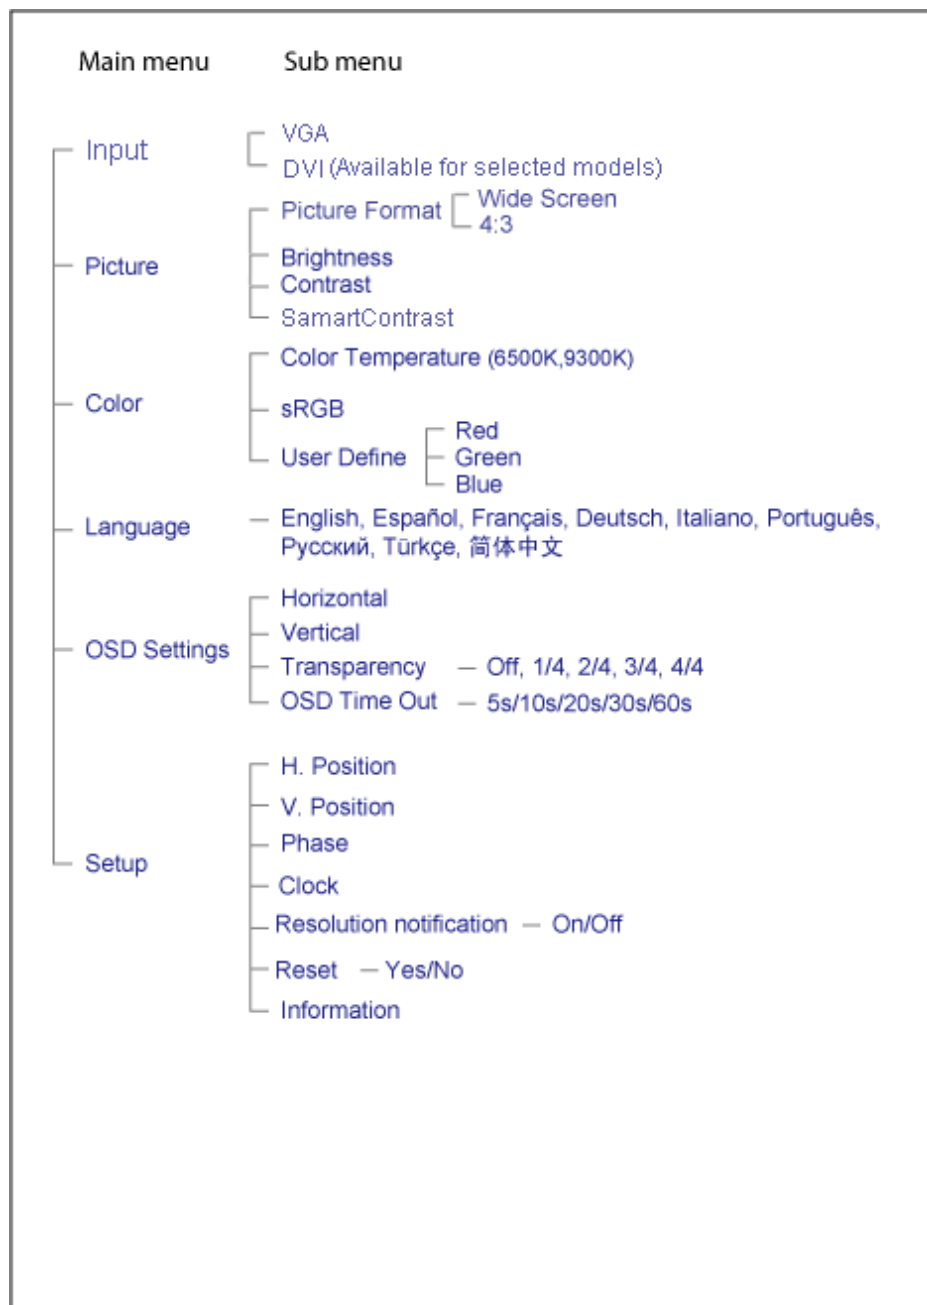 Main menu Sub menu
Input
VGA
DVI (Available for selected models)
Picture
Picture Format
Wide Screen
4:3
Brightness
Contrast
SamartContrast
Color
Color Temperature (6500K,9300K)
sRGB
User Define
Red
Green
Blue
Language
— English, Español, Français, Deutsch, Italiano, Português,
Русский, Türkçe, 简体中文
OSD Settings
Horizontal
Vertical
Transparency — Off, 1/4, 2/4, 3/4, 4/4
OSD Time Out — 5s/10s/20s/30s/60s
Setup
H. Position
V. Position
Phase
Clock
Resolution notification — On/Off
Reset — Yes/No
Information